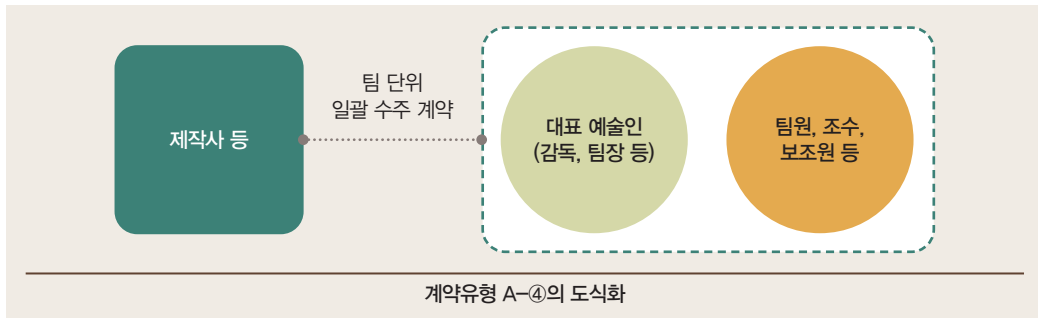 제작사 등
팀 단위
일괄 수주 계약
대표 예술인
(감독, 팀장 등)
팀원, 조수,
보조원 등
계약유형 A–④의 도식화